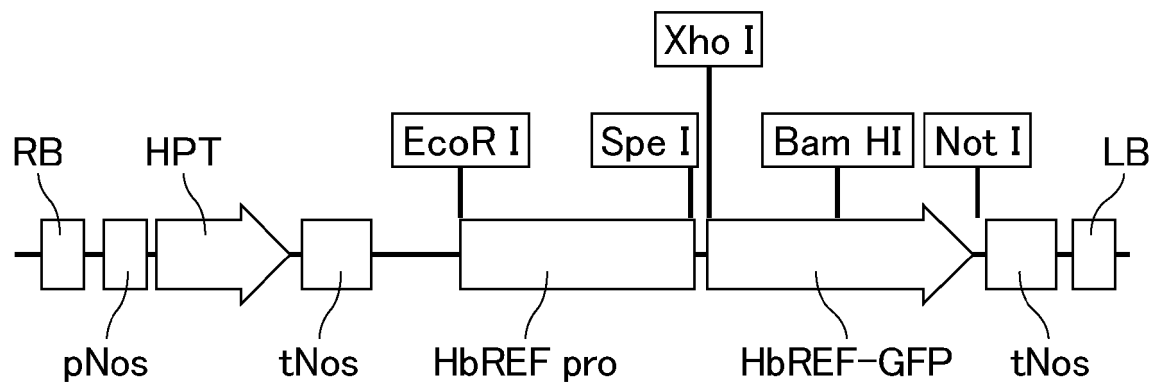 Xho I
EcoR I
Spe I
Bam HI
Not I
RB
HPT
LB
pNos
tNos
HbREF pro
HbREF-GFP
tNos